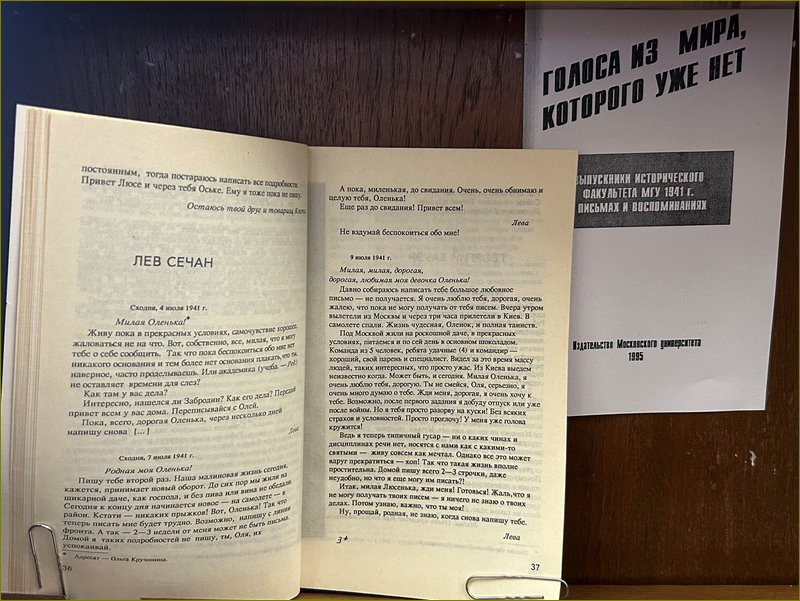 постоянным, тогда постараюсь написать все подробности.
Привет Люсе и через тебя Оське. Ему я тоже пока не пишу.
Остаюсь твой друг и товарищ
ЛЕВ СЕЧАН
Сходня, 4 июля 1941 г.
Милая Оленька!*
Живу пока в прекрасных условиях, самочувствие хорошее,
жаловаться не на что. Вот, собственно, все, милая, что я могу
тебе о себе сообщить. Так что пока беспокоиться обо мне нет
никакого основания и тем более нет основания плакать, что ты,
наверное, часто проделываешь. Или академика (учеба. — Ред.)
не оставляет времени для слез?
Как там у вас дела?
Интересно, нашелся ли Забродин? Как его дела? Передай
привет всем у вас дома. Переписывайся с Олей.
Пока, всего, дорогая Оленька, через несколько дней
напишу снова [...]
Лева
Сходня, 7 июля 1941 г.
Родная моя Оленька!
Пишу тебе второй раз. Наша малиновая жизнь сегодня,
кажется, принимает новый оборот. До сих пор мы жили на
шикарной даче, как господа, и без пива или вина не обедали.
Сегодня к концу дня начинается новое — на самолете — в
район. Кстати — никаких прыжков! Вот, Оленька! Так что
теперь писать мне будет трудно. Возможно, напишу с линии
фронта. А так — 2—3 недели от меня может не быть письма.
Домой я таких подробностей не пишу, ты, Оля, их
успокаивай.
* Адресат — Ольга Кручинина.
36
А пока, миленькая, до свидания. Очень, очень обнимаю и
целую тебя, Оленька!
Еще раз до свидания! Привет всем!
Лева
Не вздумай беспокоиться обо мне!
9 июля 1941 г.
Милая, милая, дорогая,
дорогая, любимая моя девочка Оленька!
Давно собираюсь написать тебе большое любовное
письмо — не получается. Я очень люблю тебя, дорогая, очень
жалею, что пока не могу получать от тебя писем. Вчера утром
вылетели из Москвы и через три часа прилетели в Киев. В
самолете спали. Жизнь чудесная, Оленок, и полная таинств.
Под Москвой жили на роскошной даче, в прекрасных
условиях, питаемся и по сей день в основном шоколадом.
Команда из 5 человек, ребята удачные (4) и командир —
хороший, свой парень и специалист. Видел за это время массу
людей, таких интересных, что просто ужас. Из Киева выедем
неизвестно когда. Может быть, и сегодня. Милая Оленька, я
очень люблю тебя, дорогую. Ты не смейся, Оля, серьезно, я
очень много думаю о тебе. Жди меня, дорогая, я очень хочу к
тебе. Возможно, после первого задания я добуду отпуск или уже
после войны. Но я тебя просто разорву на куски! Без всяких
страхов и условностей. Просто проглочу! У меня уже голова
кружится!
Ведь я теперь типичный гусар — ни о каких чинах и
дисциплинах речи нет, носятся с нами как с какими-то
святыми — живу совсем как мечтал. Однако все это может
вдруг прекратиться — хоп! Так что такая жизнь вполне
простительна. Домой пишу всего 2—3 строчки, даже
неудобно, но что я еще могу им писать?!
Итак, милая Люсенька, жди меня! Готовься! Жаль, что я
не могу получать твоих писем — я ничего не знаю о твоих
делах. Потом узнаю, важно, что ты моя!
Ну, прощай, родная, не знаю, когда снова напишу тебе.
Лева
3*
37
ГОЛОСА ИЗ МИРА,
КОТОРОГО УЖЕ НЕТ
ВЫПУСКНИКИ ИСТОРИЧЕСКОГО
ФАКУЛЬТЕТА МГУ 1941 г.
ПИСЬМАХ И ВОСПОМИНАНИЯХ
Издательство Московского университета
1995